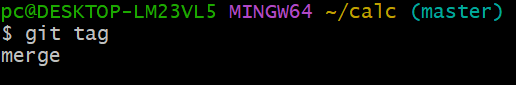 pc@DESKTOP-LM23VL5 MINGW64 ~/calc (master)
$ git tag
merge